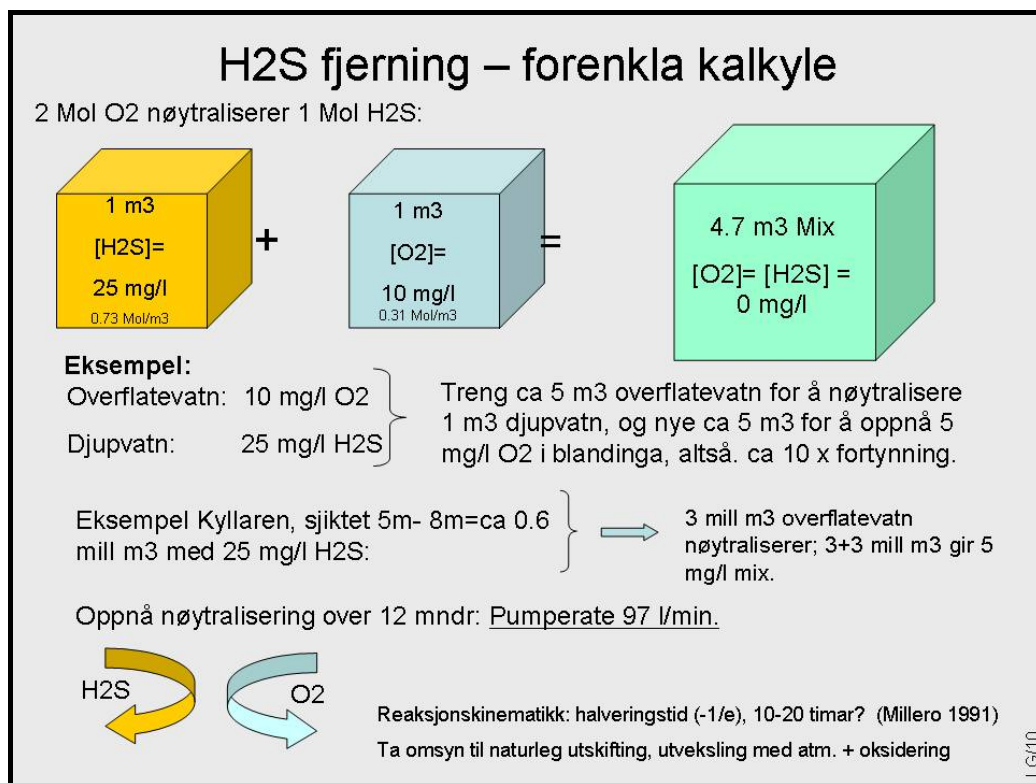 H2S fjerning – forenkla kalkyle
2 Mol O2 nøytraliserer 1 Mol H2S:
1 m3
[H2S]=
25 mg/l
0.73 Mol/m3
+
1 m3
[O2]=
10 mg/l
0.31 Mol/m3
=
4.7 m3 Mix
[O2]= [H2S] =
0 mg/l
Eksempel:
Overflatevatn: 10 mg/l O2
Djupvatn: 25 mg/l H2S
Treng ca 5 m3 overflatevatn for å nøytralisere
1 m3 djupvatn, og nye ca 5 m3 for å oppnå 5
mg/l O2 i blandinga, altså. ca 10 x fortynning.
Eksempel Kyllaren, sjiktet 5m- 8m=ca 0.6
mill m3 med 25 mg/l H2S:
3 mill m3 overflatevatn
nøytraliserer; 3+3 mill m3 gir 5
mg/l mix.
Oppnå nøytralisering over 12 mndr: Pumperate 97 l/min.
H2S
O2
Reaksjonskinematikk: halveringstid (-1/e), 10-20 timar? (Millero 1991)
Ta omsyn til naturleg utskifting, utveksling med atm. + oksidering